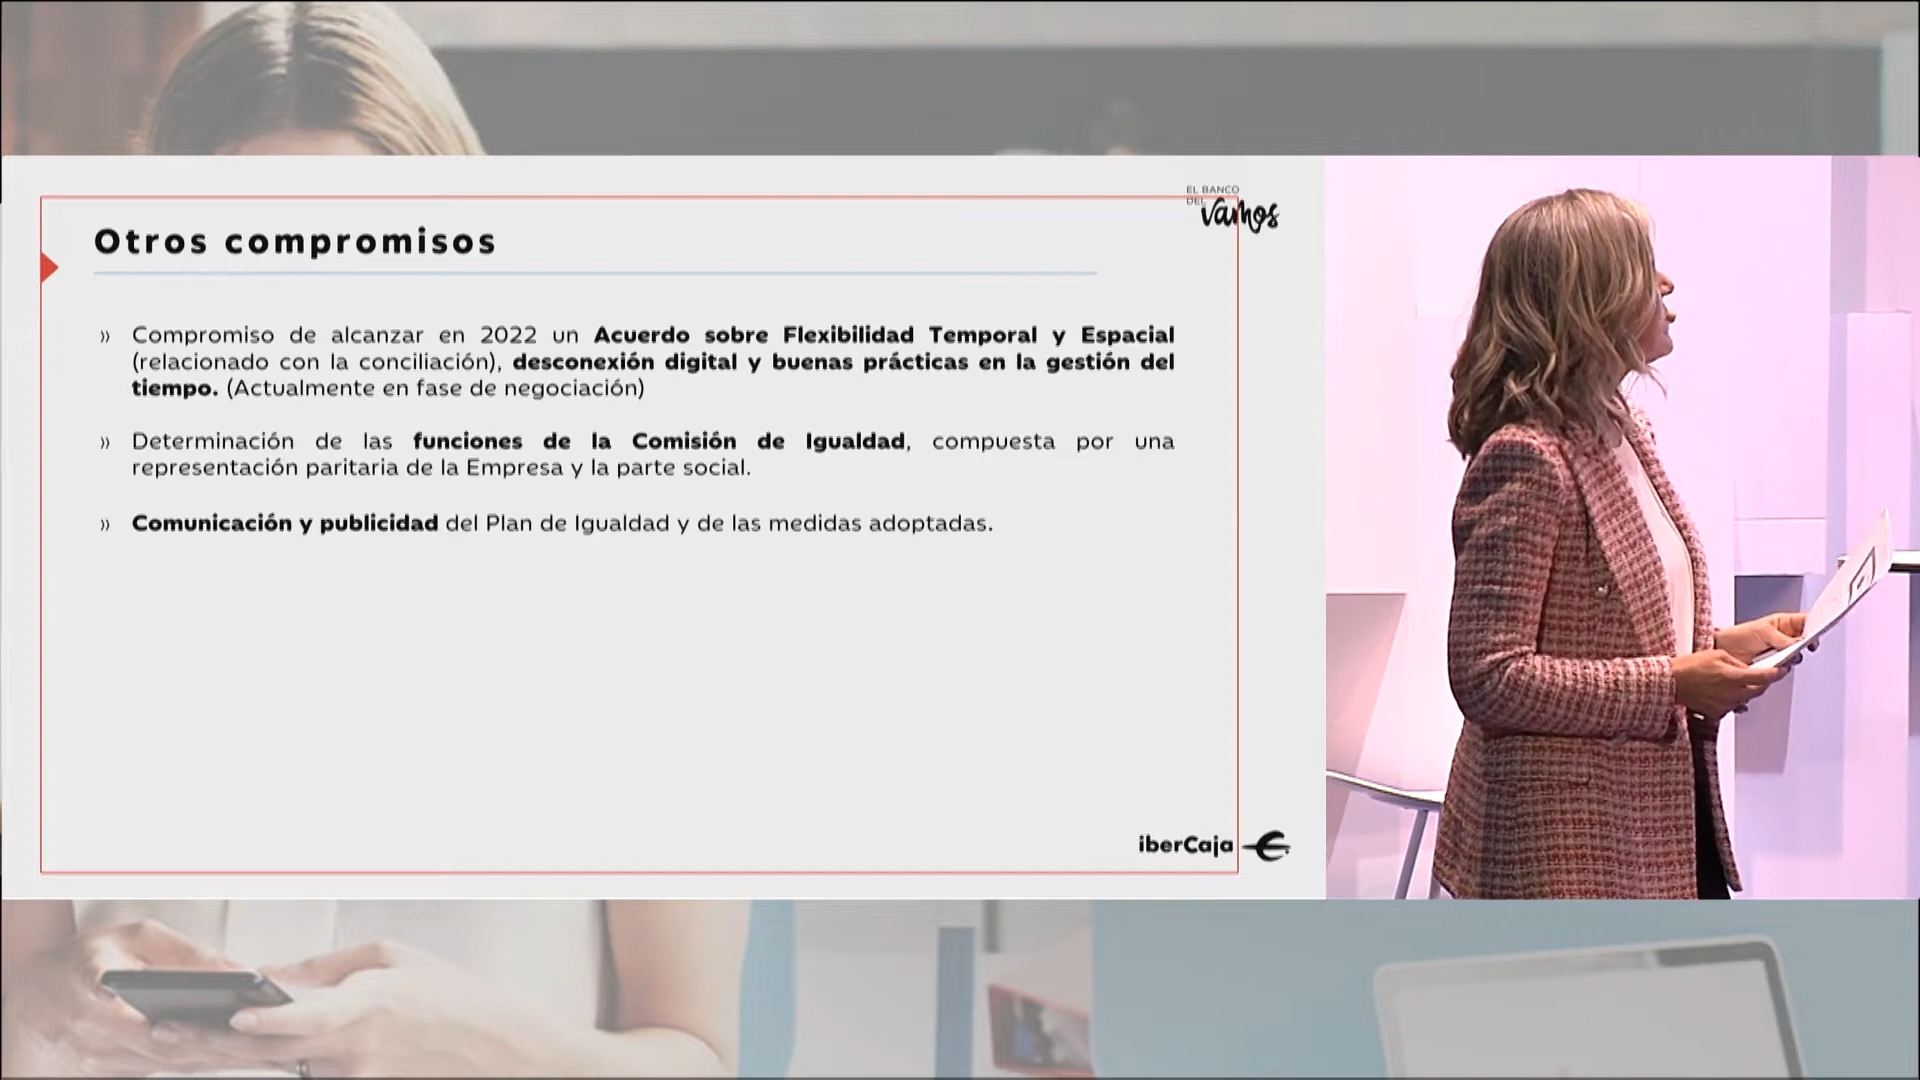 EL BANCO
DEL vamos
Otros compromisos
» Compromiso de alcanzar en 2022 un Acuerdo sobre Flexibilidad Temporal y Espacial
(relacionado con la conciliación), desconexión digital y buenas prácticas en la gestión del
tiempo. (Actualmente en fase de negociación)
» Determinación de las funciones de la Comisión de Igualdad, compuesta por una
representación paritaria de la Empresa y la parte social.
» Comunicación y publicidad del Plan de Igualdad y de las medidas adoptadas.
iberCaja